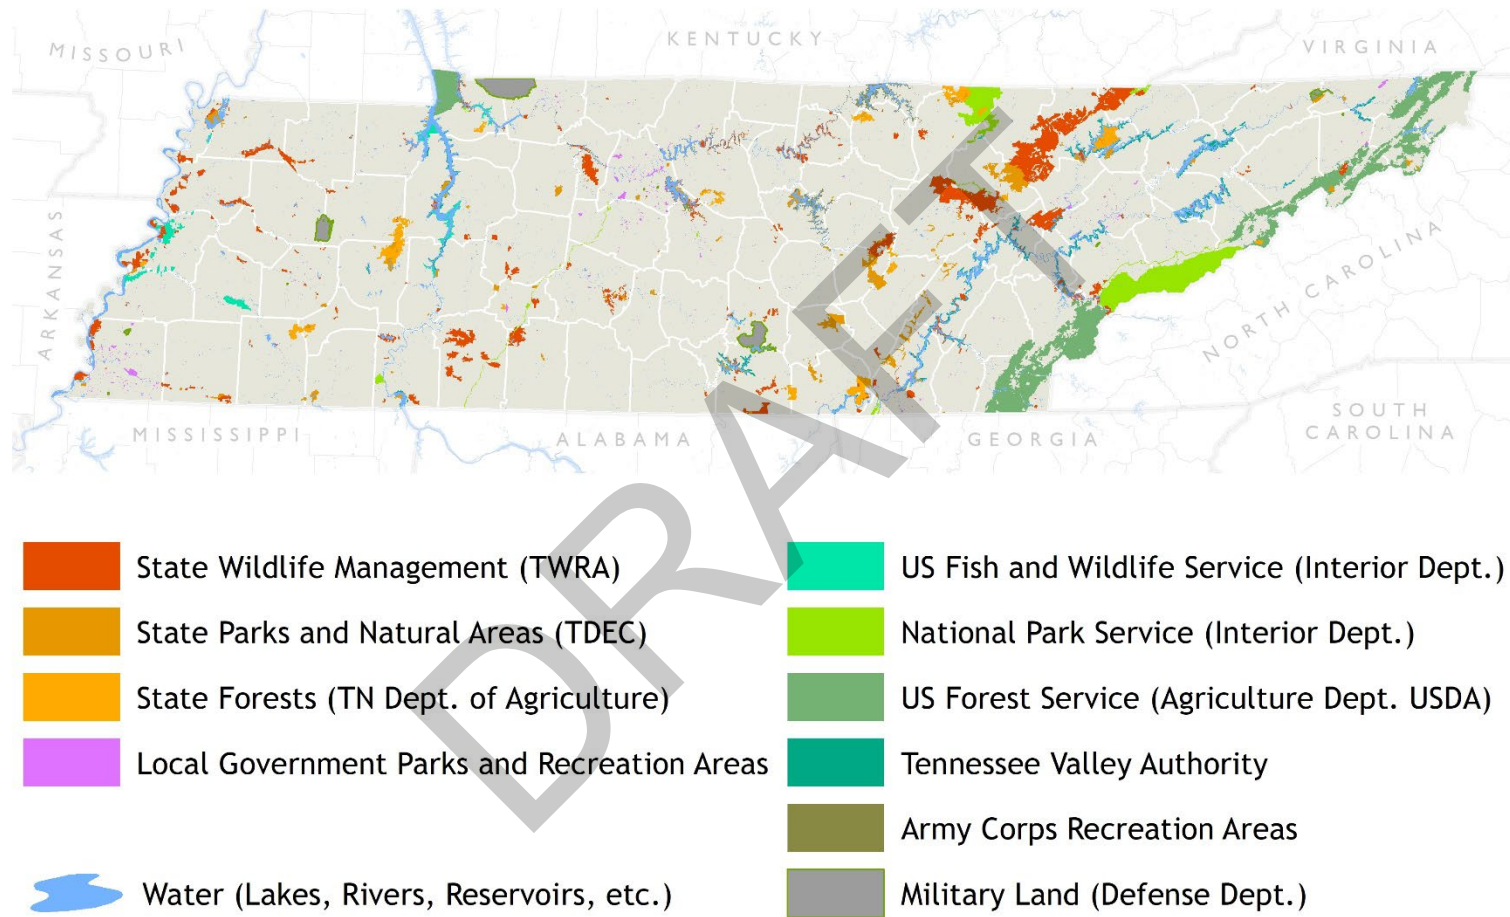 MISSOURI
KENTUCKY
VIRGINIA
ARKANSAS
NORTH CAROLINA
MISSISSIPPI
ALABAMA
GEORGIA
SOUTH
CAROLINA
DRAFT
State Wildlife Management (TWRA)
State Parks and Natural Areas (TDEC)
State Forests (TN Dept. of Agriculture)
Local Government Parks and Recreation Areas
Water (Lakes, Rivers, Reservoirs, etc.)
US Fish and Wildlife Service (Interior Dept.)
National Park Service (Interior Dept.)
US Forest Service (Agriculture Dept. USDA)
Tennessee Valley Authority
Army Corps Recreation Areas
Military Land (Defense Dept.)